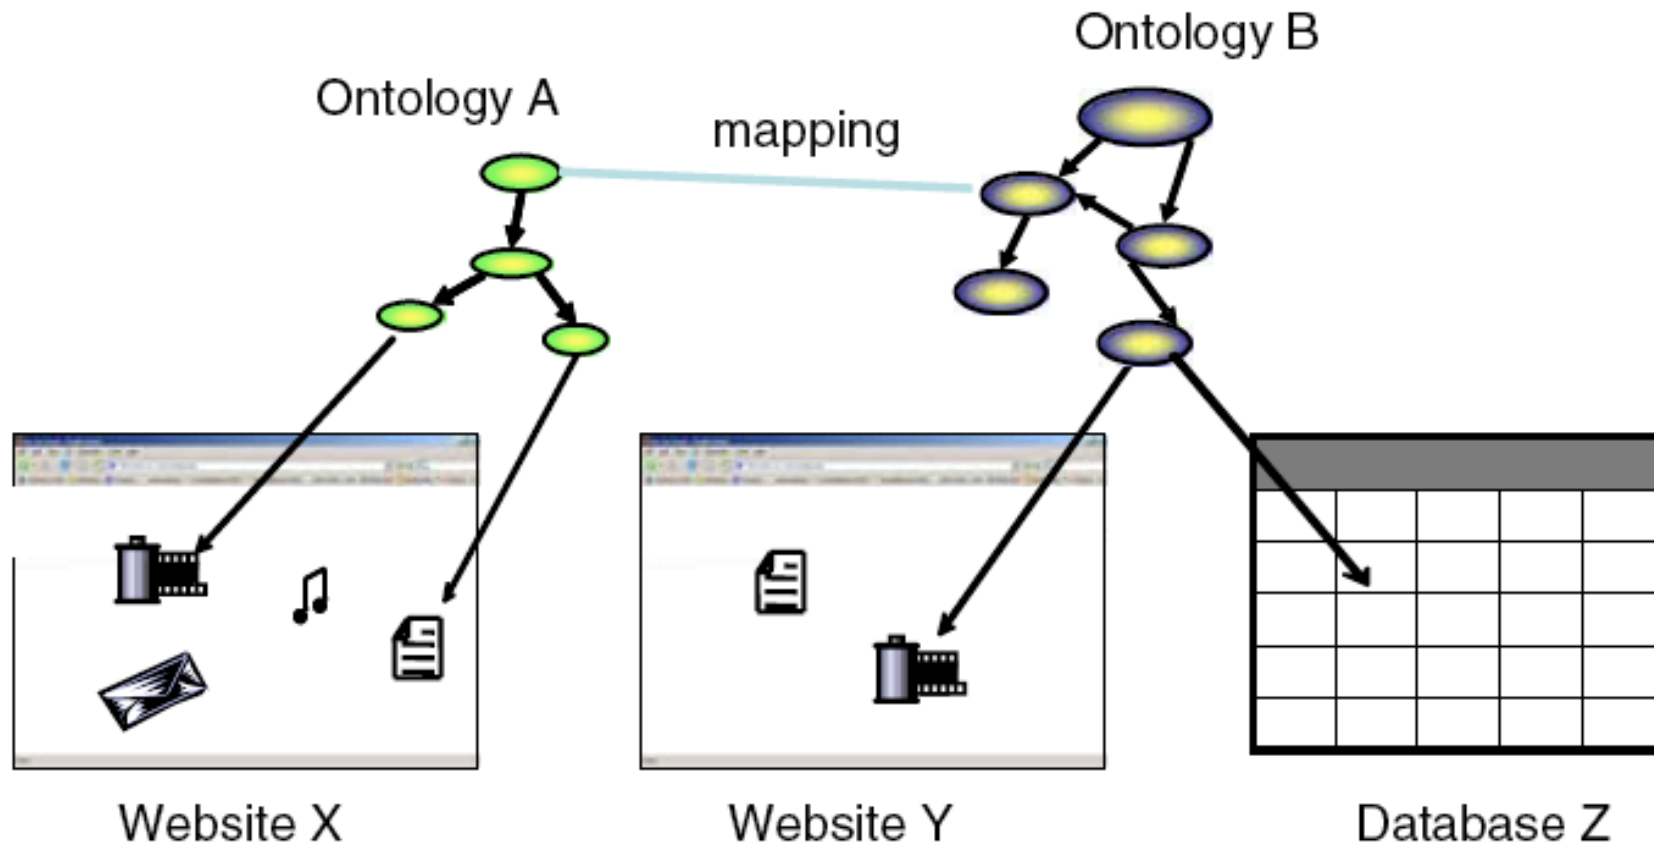 Ontology B
Ontology A
mapping
Website X
Website Y
Database Z